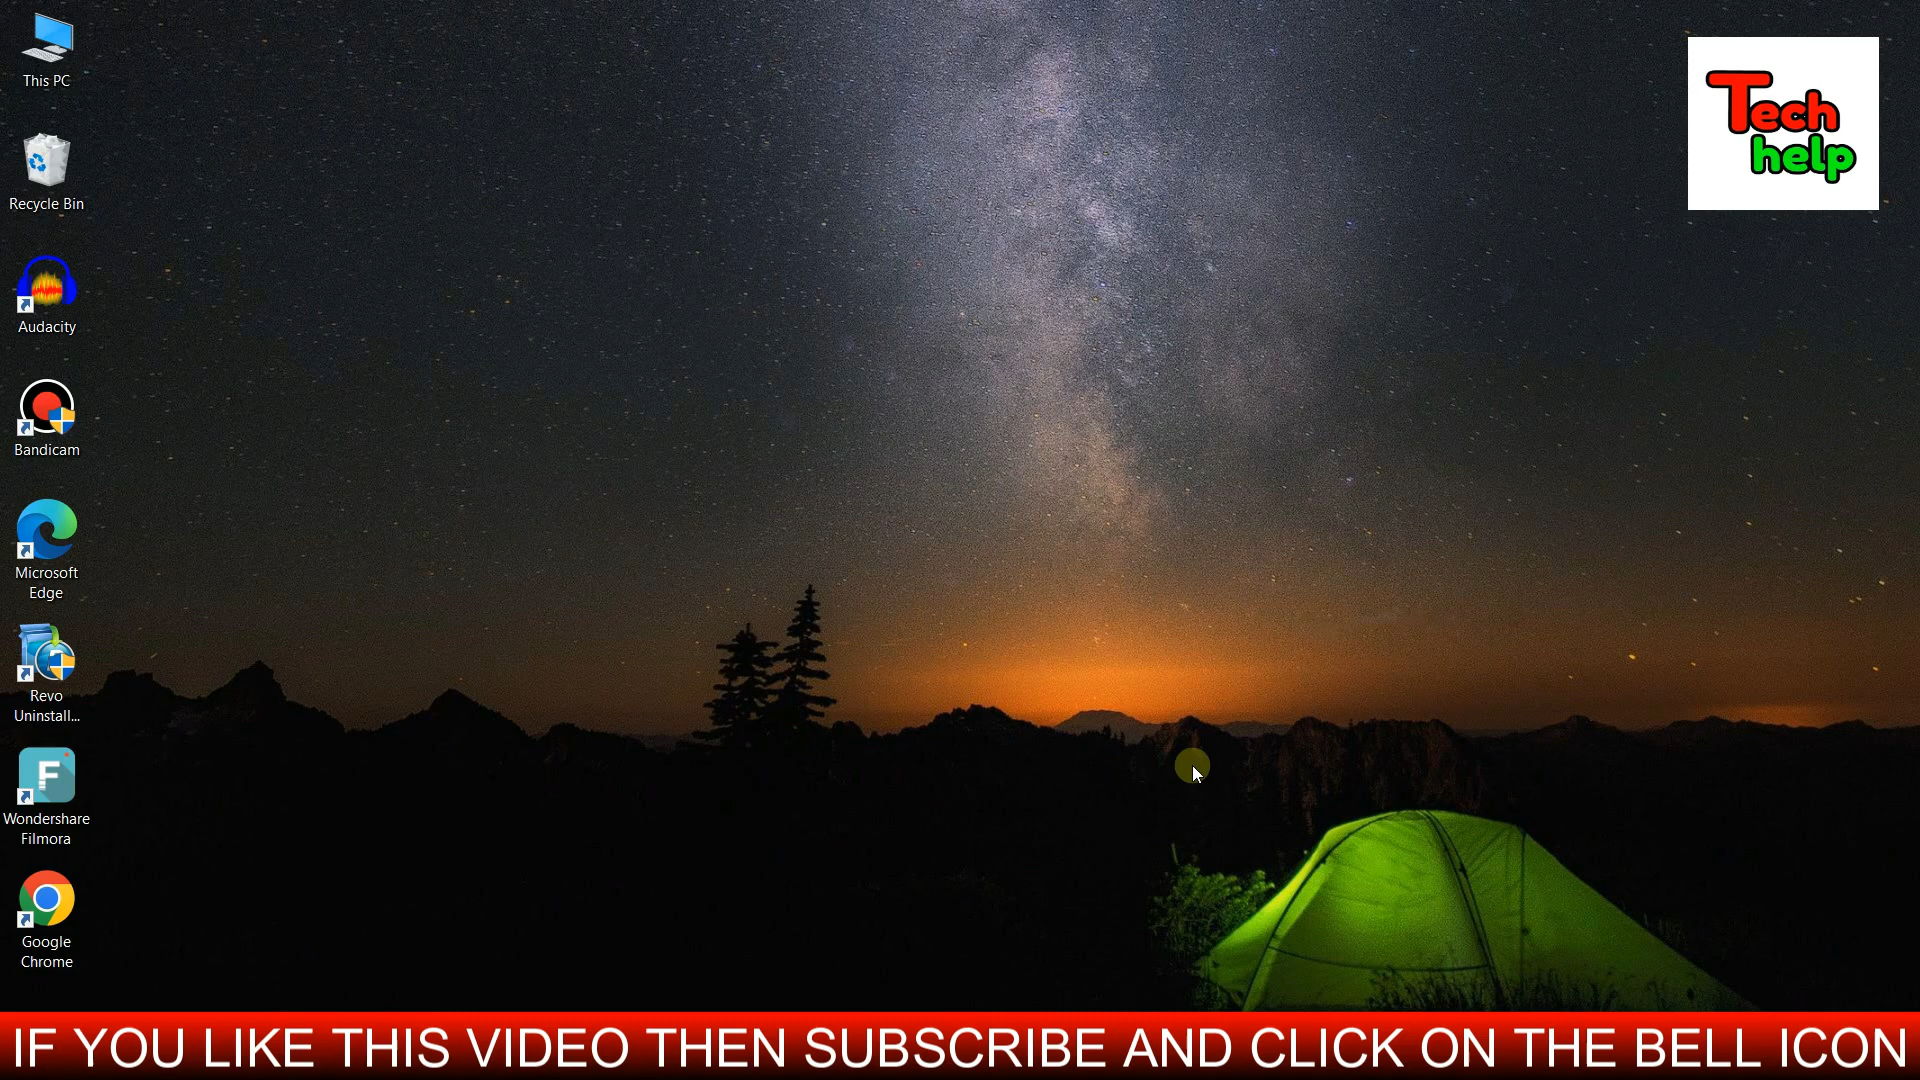 This PC
Recycle Bin
Audacity
Bandicam
Microsoft
Edge
Revo
Uninstall...
F
Wondershare
Filmora
Google
Chrome
Tech
help
IF YOU LIKE THIS VIDEO THEN SUBSCRIBE AND CLICK ON THE BELL ICON